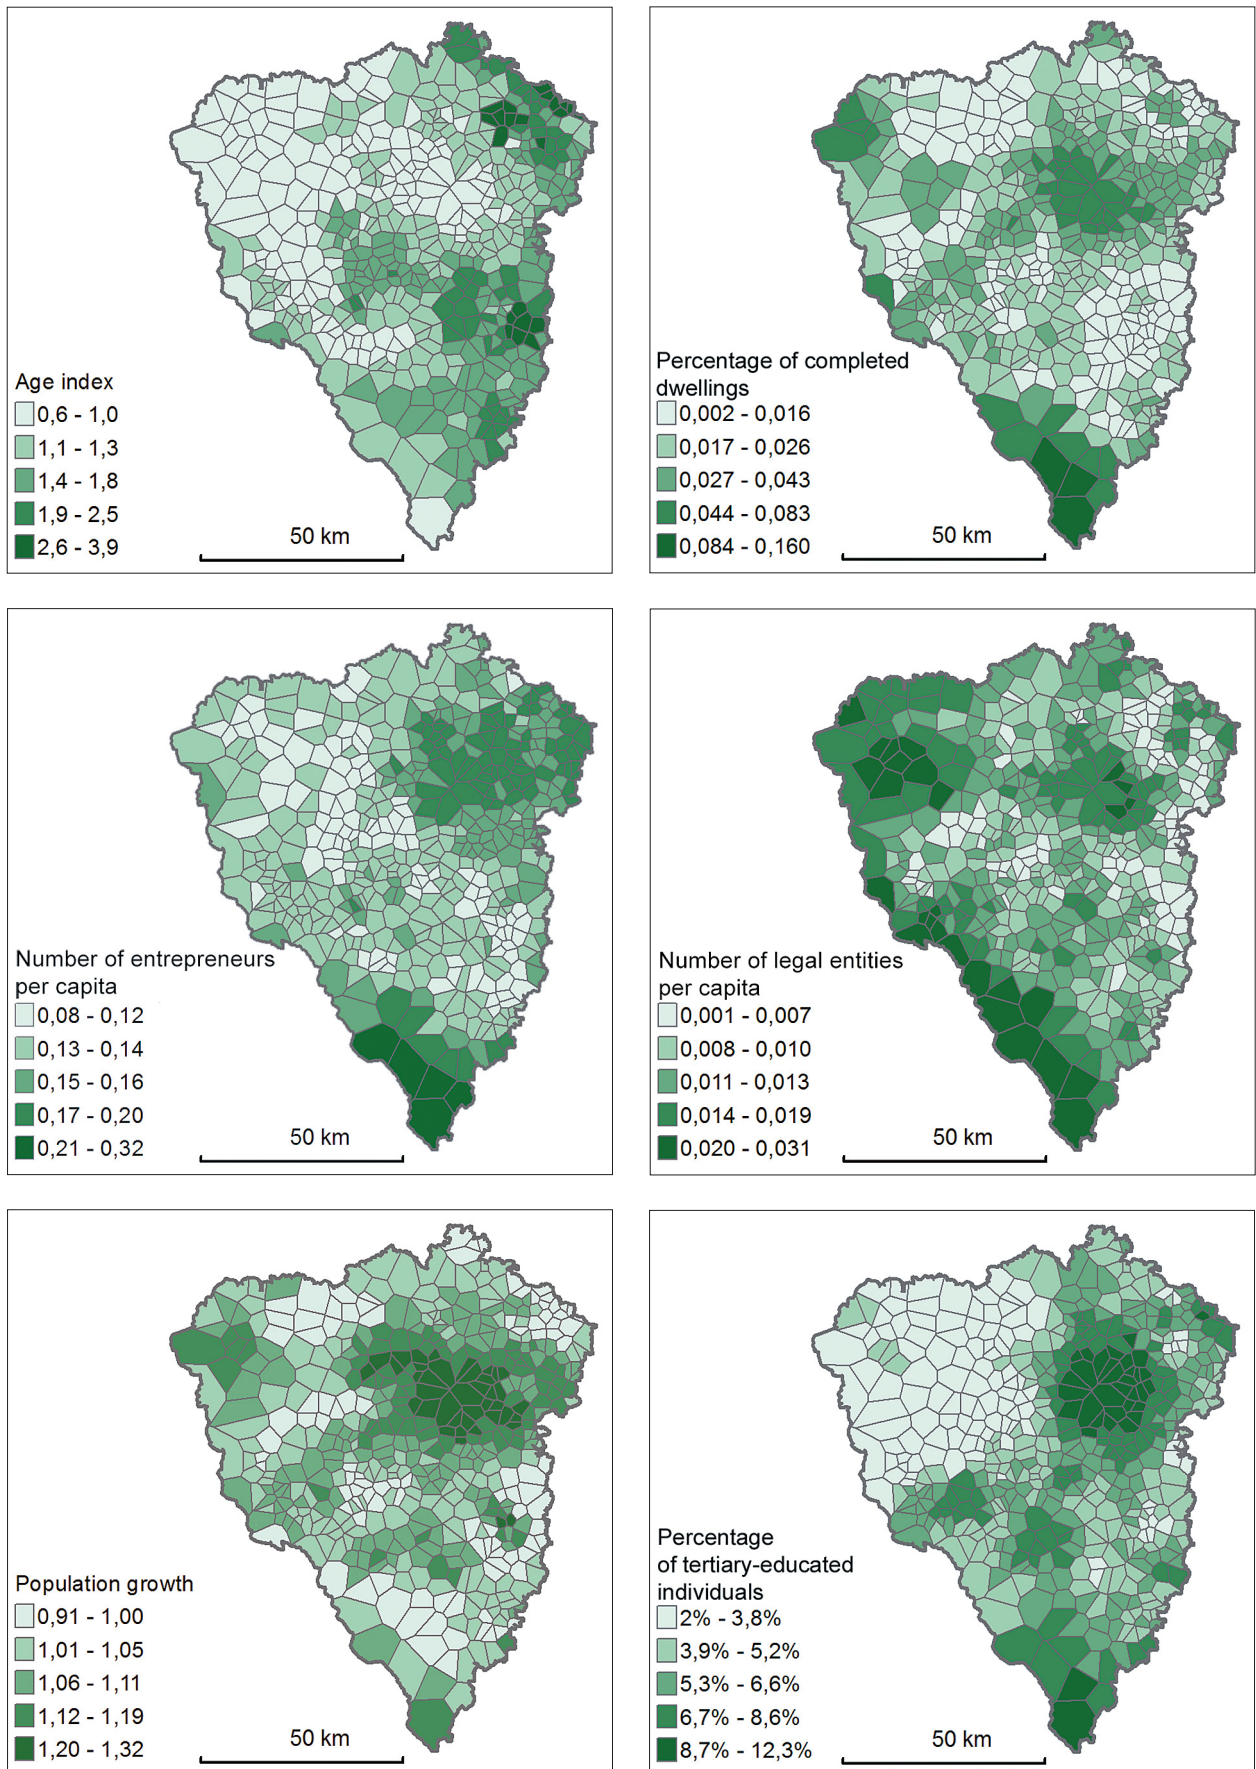 Age index
0,6 - 1,0
1,1 - 1,3
1,4 - 1,8
1,9 - 2,5
2,6 - 3,9
50 km
Percentage of completed
dwellings
0,002 - 0,016
0,017 - 0,026
0,027 - 0,043
0,044 - 0,083
0,084 - 0,160
50 km
Number of entrepreneurs
per capita
0,08 - 0,12
0,13 - 0,14
0,15 - 0,16
0,17 - 0,20
0,21 - 0,32
50 km
Number of legal entities
per capita
0,001 - 0,007
0,008 - 0,010
0,011 - 0,013
0,014 - 0,019
0,020 - 0,031
50 km
Population growth
0,91 - 1,00
1,01 - 1,05
1,06 - 1,11
1,12 - 1,19
1,20 - 1,32
50 km
Percentage
of tertiary-educated
individuals
2% - 3,8%
3,9% - 5,2%
5,3% - 6,6%
6,7% - 8,6%
8,7% - 12,3%
50 km